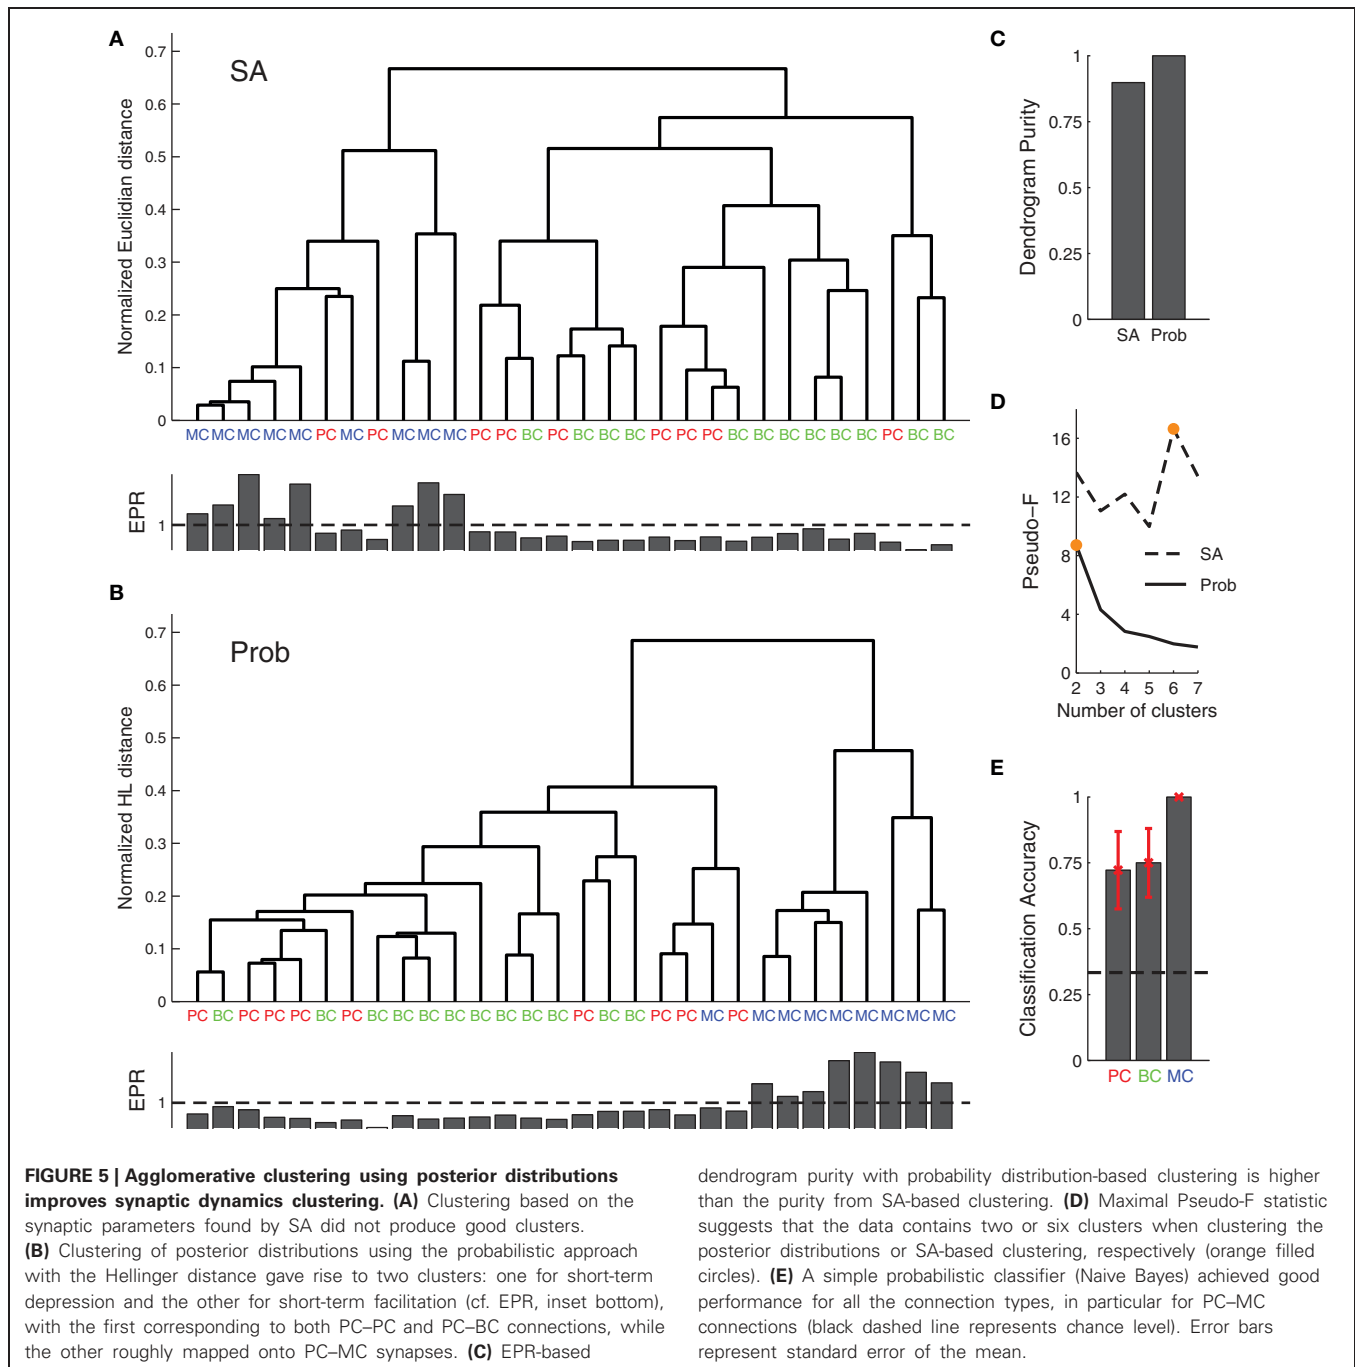 A
SA
Normalized Euclidian distance
0.7
0.6
0.5
0.4
0.3
0.2
0.1
0
MC MC MC MC MC PC MC PC MC MC MC PC PC BC PC BC BC BC PC PC PC BC BC BC BC BC BC PC BC BC
EPR
1
B
Prob
Normalized HL distance
0.7
0.6
0.5
0.4
0.3
0.2
0.1
0
PC BC PC PC PC BC PC BC BC BC BC BC BC BC BC PC BC BC PC PC MC PC MC MC MC MC MC MC MC MC
EPR
1
C
Dendrogram Purity
1
0.75
0.5
0.25
0
SA Prob
D
Pseudo–F
16
12
8
4
0
SA
Prob
2 3 4 5 6 7
Number of clusters
E
Classification Accuracy
1
0.75
0.5
0.25
0
PC BC MC
FIGURE 5 | Agglomerative clustering using posterior distributions
improves synaptic dynamics clustering. (A) Clustering based on the
synaptic parameters found by SA did not produce good clusters.
(B) Clustering of posterior distributions using the probabilistic approach
with the Hellinger distance gave rise to two clusters: one for short-term
depression and the other for short-term facilitation (cf. EPR, inset bottom),
with the first corresponding to both PC–PC and PC–BC connections, while
the other roughly mapped onto PC–MC synapses. (C) EPR-based
dendrogram purity with probability distribution-based clustering is higher
than the purity from SA-based clustering. (D) Maximal Pseudo-F statistic
suggests that the data contains two or six clusters when clustering the
posterior distributions or SA-based clustering, respectively (orange filled
circles). (E) A simple probabilistic classifier (Naive Bayes) achieved good
performance for all the connection types, in particular for PC–MC
connections (black dashed line represents chance level). Error bars
represent standard error of the mean.